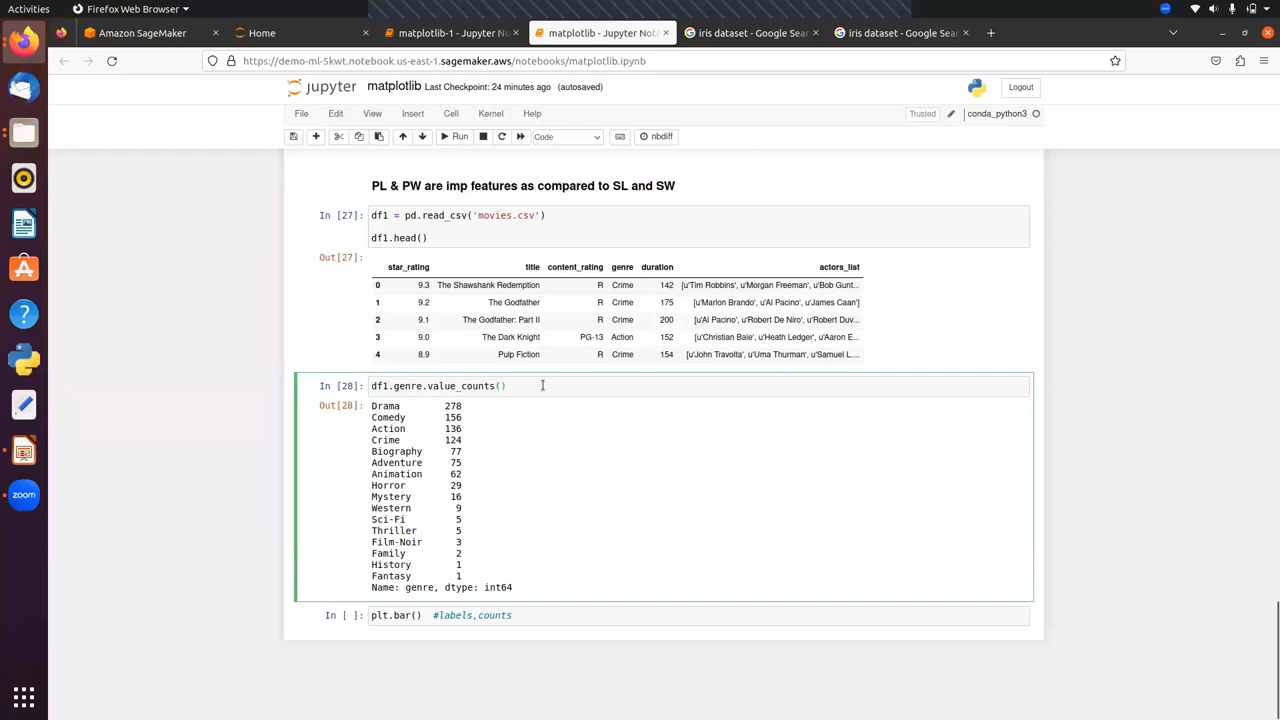 Activities
Firefox Web Browser
Amazon SageMaker
Home
matplotlib-1 - Jupyter No
matplotlib - Jupyter Note
iris dataset - Google Sea
iris dataset - Google Sea
https://demo-ml-5kwt.notebook.us-east-1.sagemaker.aws/notebooks/matplotlib.ipynb
jupyter matplotlib Last Checkpoint: 24 minutes ago (autosaved)
Logout
File Edit View Insert Cell Kernel Help
Trusted
conda_python3
Run
Code
nbdiff
PL & PW are imp features as compared to SL and SW
In [27]: df1 = pd.read_csv('movies.csv')
df1.head()
Out[27]:
star_rating title content_rating genre duration actors_list
0 9.3 The Shawshank Redemption R Crime 142 [u'Tim Robbins', u'Morgan Freeman', u'Bob Gunt...
1 9.2 The Godfather R Crime 175 [u'Marlon Brando', u'Al Pacino', u'James Caan']
2 9.1 The Godfather: Part II R Crime 200 [u'Al Pacino', u'Robert De Niro', u'Robert Duv...
3 9.0 The Dark Knight PG-13 Action 152 [u'Christian Bale', u'Heath Ledger', u'Aaron E...
4 8.9 Pulp Fiction R Crime 154 [u'John Travolta', u'Uma Thurman', u'Samuel L....
In [28]: df1.genre.value_counts()
Out[28]: Drama 278
Comedy 156
Action 136
Crime 124
Biography 77
Adventure 75
Animation 62
Horror 29
Mystery 16
Western 9
Sci-Fi 5
Thriller 5
Film-Noir 3
Family 2
History 1
Fantasy 1
Name: genre, dtype: int64
In [ ]: plt.bar() #labels,counts
zoom